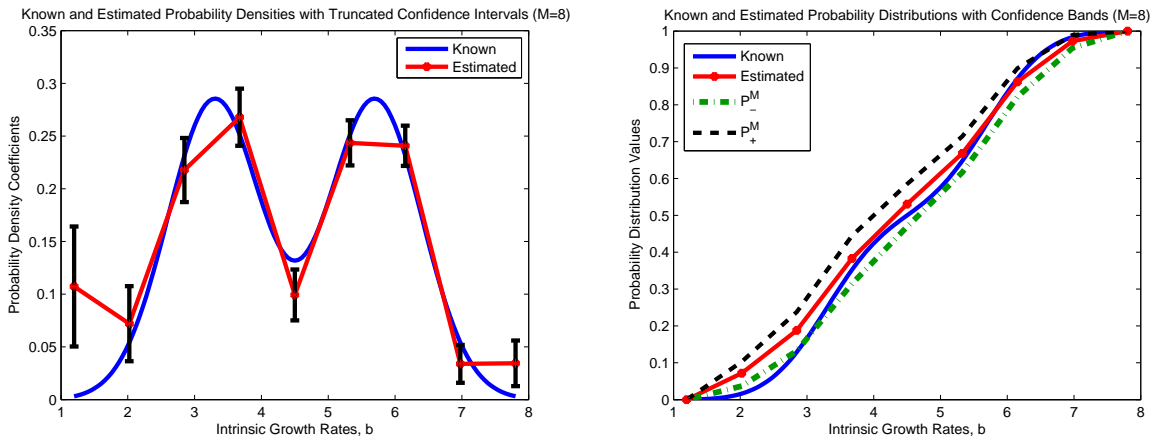 Known and Estimated Probability Densities with Truncated Confidence Intervals (M=8)
0.35
0.3
0.25
0.2
0.15
0.1
0.05
0
Probability Density Coefficients
Known
Estimated
1 2 3 4 5 6 7 8
Intrinsic Growth Rates, b
Known and Estimated Probability Distributions with Confidence Bands (M=8)
1
0.9
0.8
0.7
0.6
0.5
0.4
0.3
0.2
0.1
0
Probability Distribution Values
Known
Estimated
P_-^M
P_+^M
1 2 3 4 5 6 7 8
Intrinsic Growth Rates, b